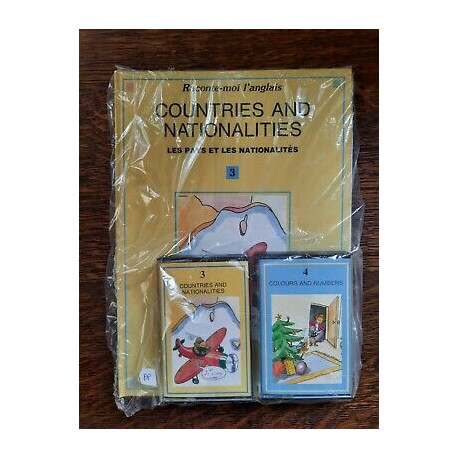 Raconte-moi l'anglais
COUNTRIES AND
NATIONALITIES
LES PAYS ET LES NATIONALITÉS
3
3
COUNTRIES AND
NATIONALITIES
4
COLOURS AND NUMBERS
PP